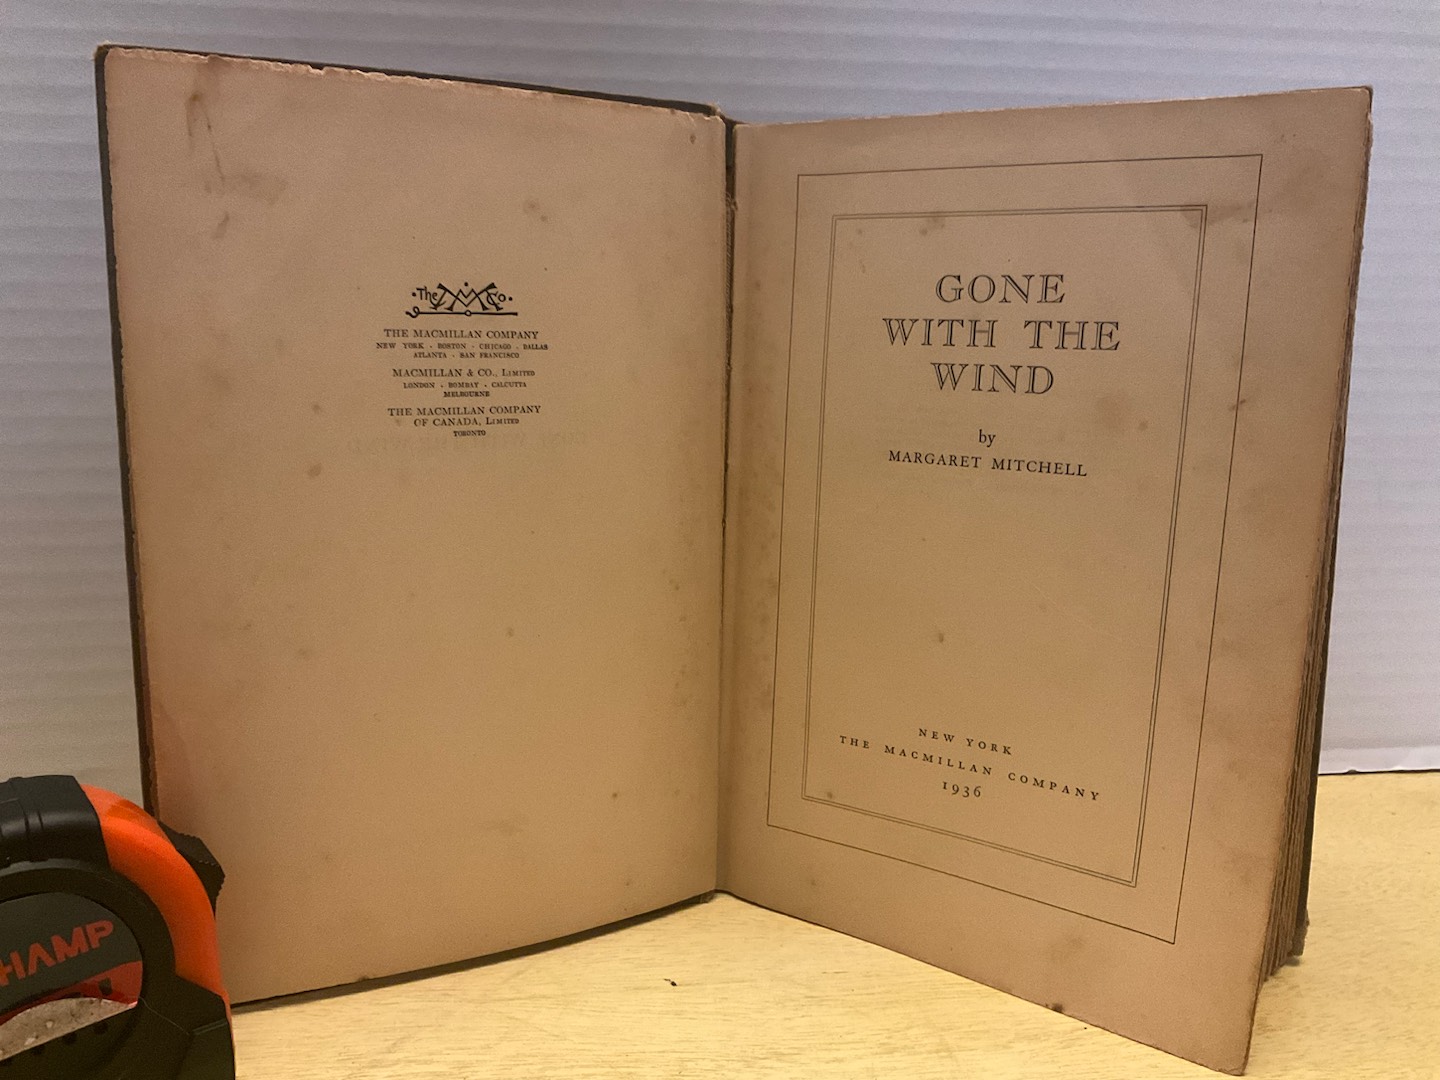 The M Co.
THE MACMILLAN COMPANY
NEW YORK · BOSTON · CHICAGO · DALLAS
ATLANTA · SAN FRANCISCO
MACMILLAN & CO., LIMITED
LONDON · BOMBAY · CALCUTTA
MELBOURNE
THE MACMILLAN COMPANY
OF CANADA, LIMITED
TORONTO
GONE
WITH THE
WIND
by
MARGARET MITCHELL
NEW YORK
THE MACMILLAN COMPANY
1936
HAMP